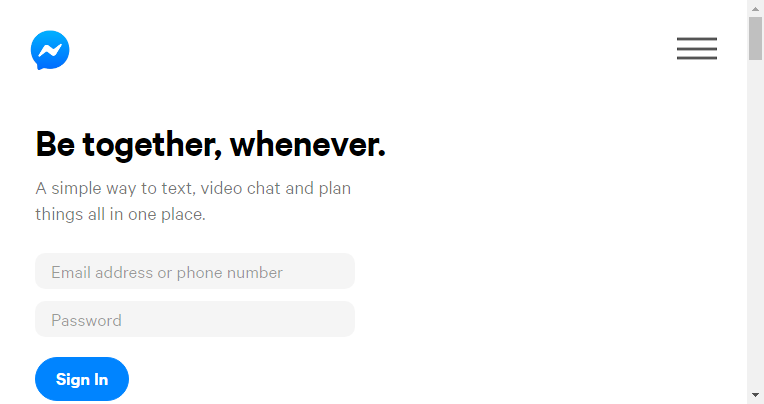 Be together, whenever.
A simple way to text, video chat and plan
things all in one place.
Email address or phone number
Password
Sign In